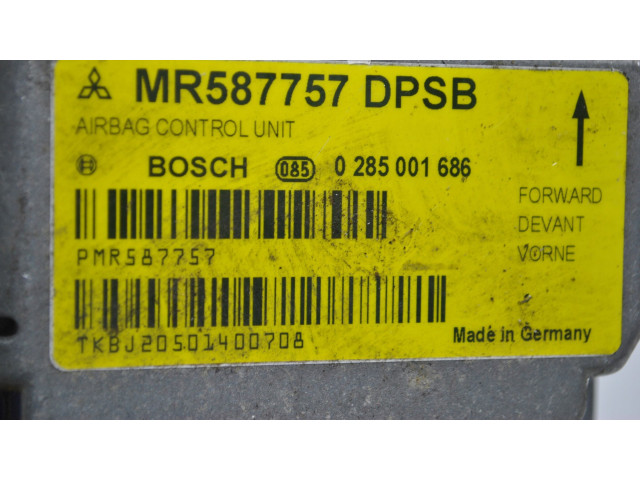 MR587757 DPSB
AIRBAG CONTROL UNIT
BOSCH 085 0 285 001 686
FORWARD
DEVANT
VORNE
PMR587757
TKBJ20501400708
Made in Germany